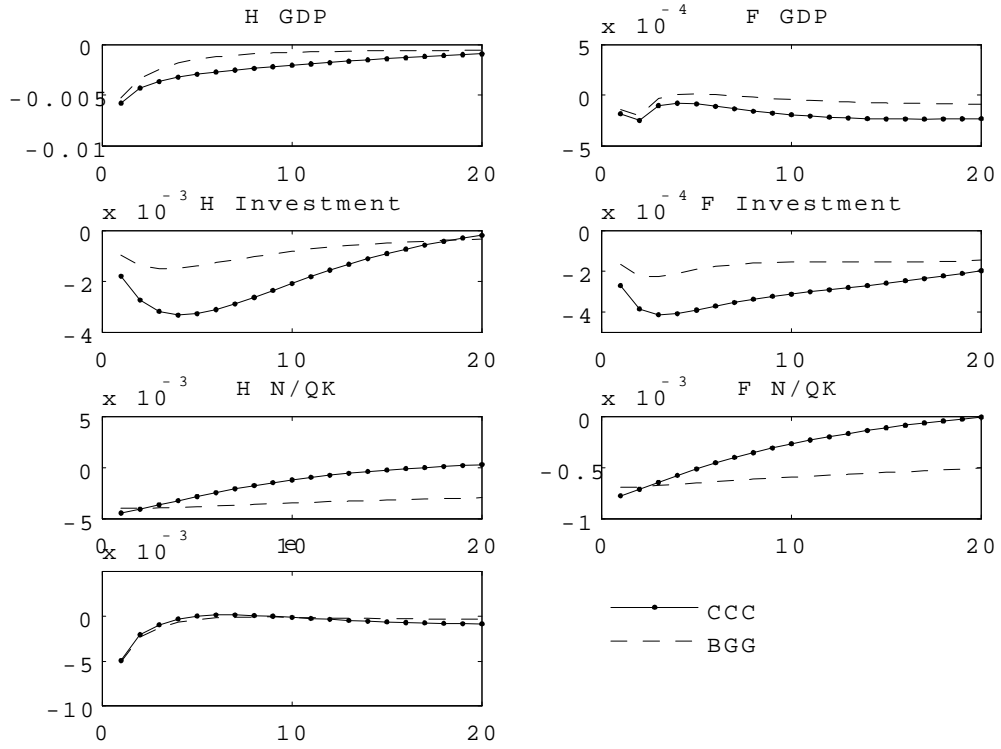 H GDP
0
-0.005
-0.01
0 10 20
x 10^-4
F GDP
5
0
-5
0 10 20
x 10^-3
H Investment
0
-2
-4
0 10 20
x 10^-4
F Investment
0
-2
-4
0 10 20
x 10^-3
H N/QK
5
0
-5
0 10 20
x 10^-3
F N/QK
0
-0.5
-1
0 10 20
x 10^-3
e
0
-5
-10
0 10 20
CCC
BGG